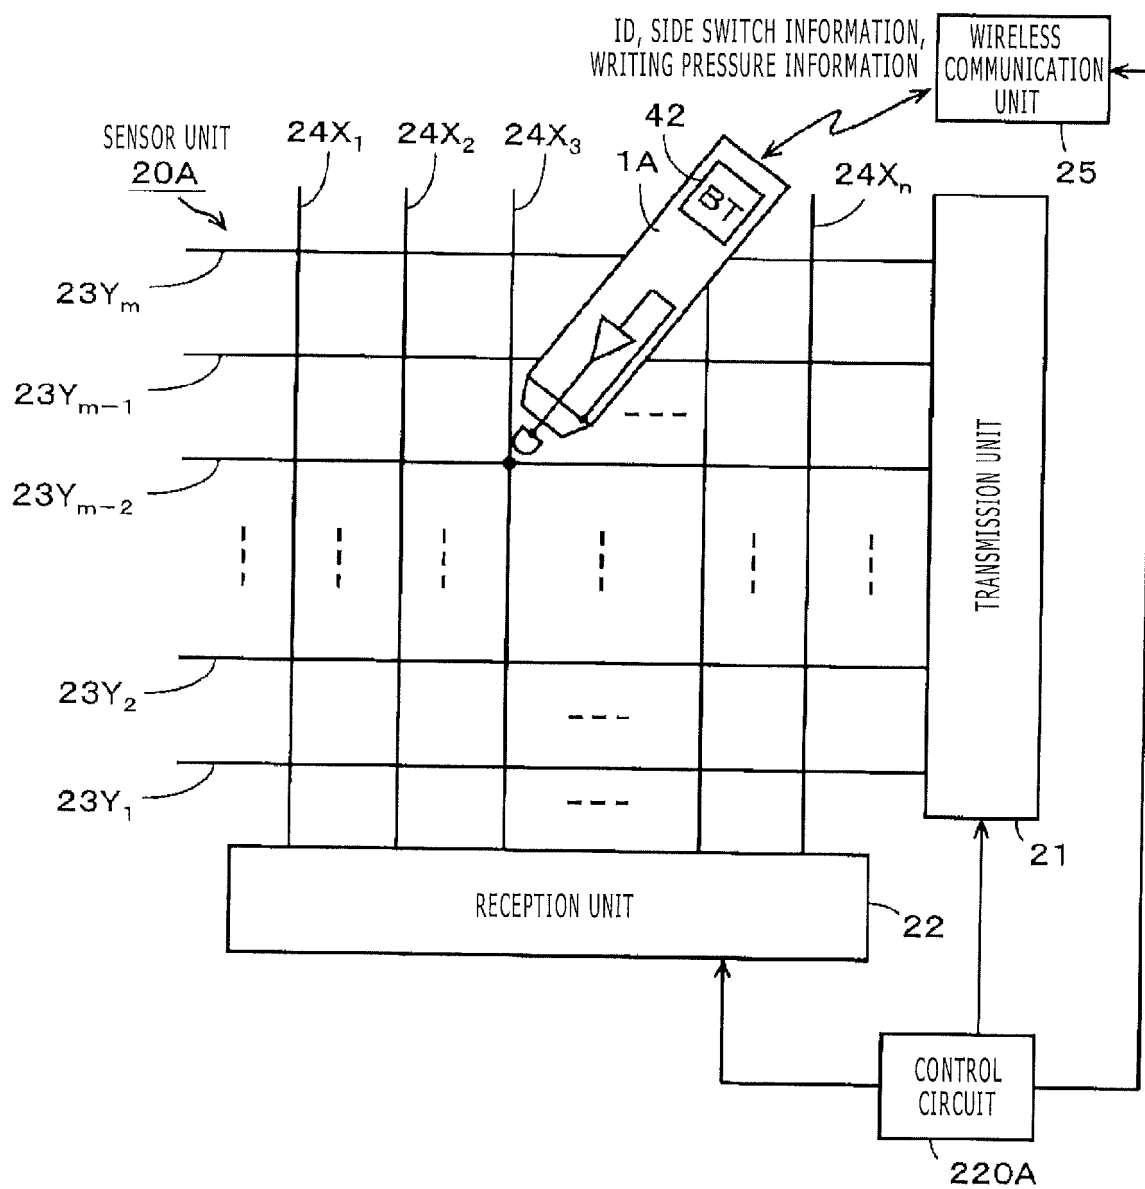 ID, SIDE SWITCH INFORMATION,
WRITING PRESSURE INFORMATION
WIRELESS
COMMUNICATION
UNIT
25
SENSOR UNIT
20A
24X₁
24X₂
24X₃
42
1A
BT
24Xₙ
23Yₘ
23Yₘ₋₁
23Yₘ₋₂
23Y₂
23Y₁
TRANSMISSION UNIT
21
RECEPTION UNIT
22
CONTROL
CIRCUIT
220A